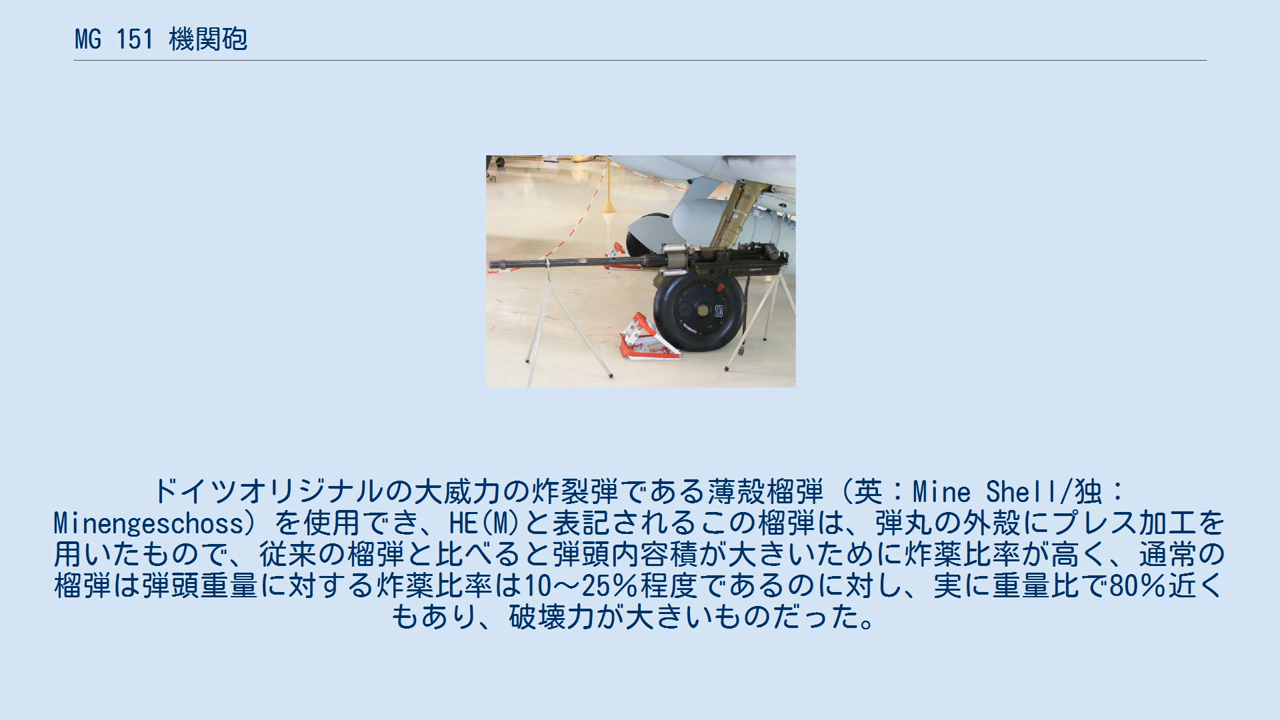 MG 151 機関砲
ドイツオリジナルの大威力の炸裂弾である薄殻榴弾（英：Mine Shell/独：
Minengeschoss）を使用でき、HE(M)と表記されるこの榴弾は、弾丸の外殻にプレス加工を
用いたもので、従来の榴弾と比べると弾頭内容積が大きいために炸薬比率が高く、通常の
榴弾は弾頭重量に対する炸薬比率は10～25％程度であるのに対し、実に重量比で80％近く
もあり、破壊力が大きいものだった。